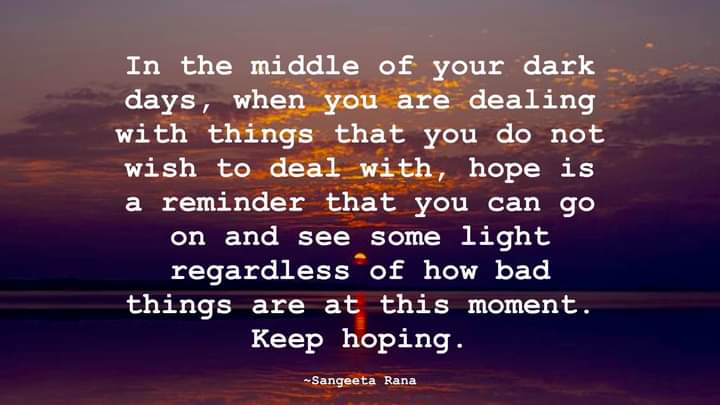 In the middle of your dark
days, when you are dealing
with things that you do not
wish to deal with, hope is
a reminder that you can go
on and see some light
regardless of how bad
things are at this moment.
Keep hoping.
~Sangeeta Rana